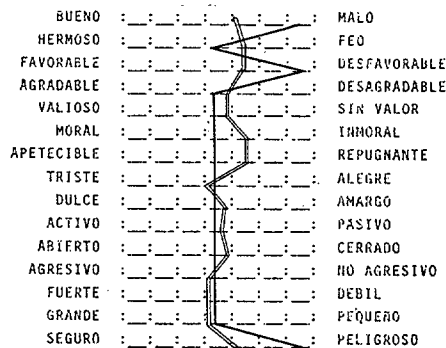 BUENO :_:_:_:_:_:_:_: MALO
HERMOSO :_:_:_:_:_:_:_: FEO
FAVORABLE :_:_:_:_:_:_:_: DESFAVORABLE
AGRADABLE :_:_:_:_:_:_:_: DESAGRADABLE
VALIOSO :_:_:_:_:_:_:_: SIN VALOR
MORAL :_:_:_:_:_:_:_: INMORAL
APETECIBLE :_:_:_:_:_:_:_: REPUGNANTE
TRISTE :_:_:_:_:_:_:_: ALEGRE
DULCE :_:_:_:_:_:_:_: AMARGO
ACTIVO :_:_:_:_:_:_:_: PASIVO
ABIERTO :_:_:_:_:_:_:_: CERRADO
AGRESIVO :_:_:_:_:_:_:_: NO AGRESIVO
FUERTE :_:_:_:_:_:_:_: DEBIL
GRANDE :_:_:_:_:_:_:_: PEQUEÑO
SEGURO :_:_:_:_:_:_:_: PELIGROSO